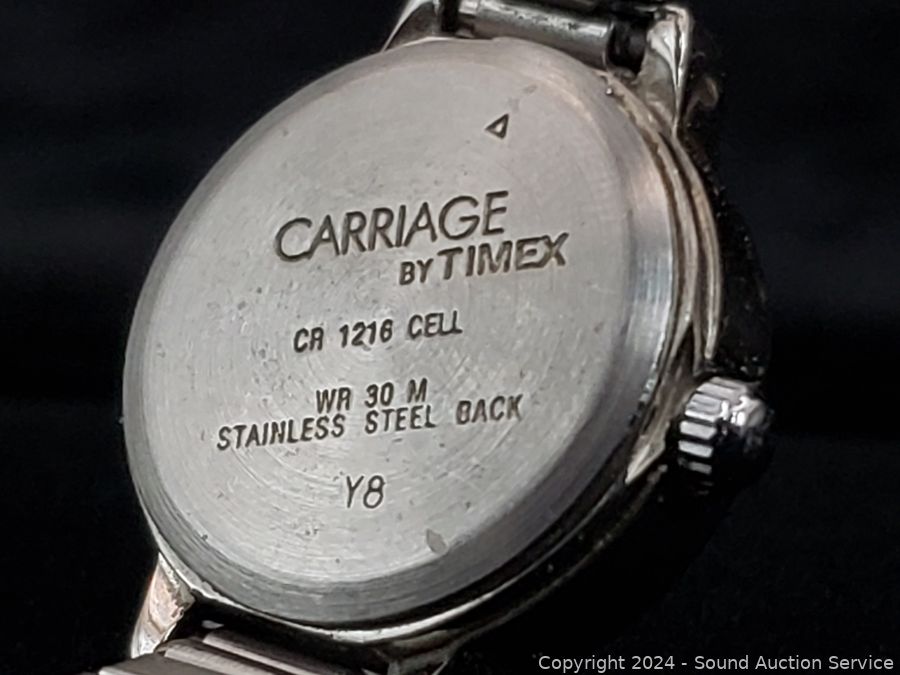 CARRIAGE
BY TIMEX
CR 1216 CELL
WR 30 M
STAINLESS STEEL BACK
Y8
Copyright 2024 - Sound Auction Service